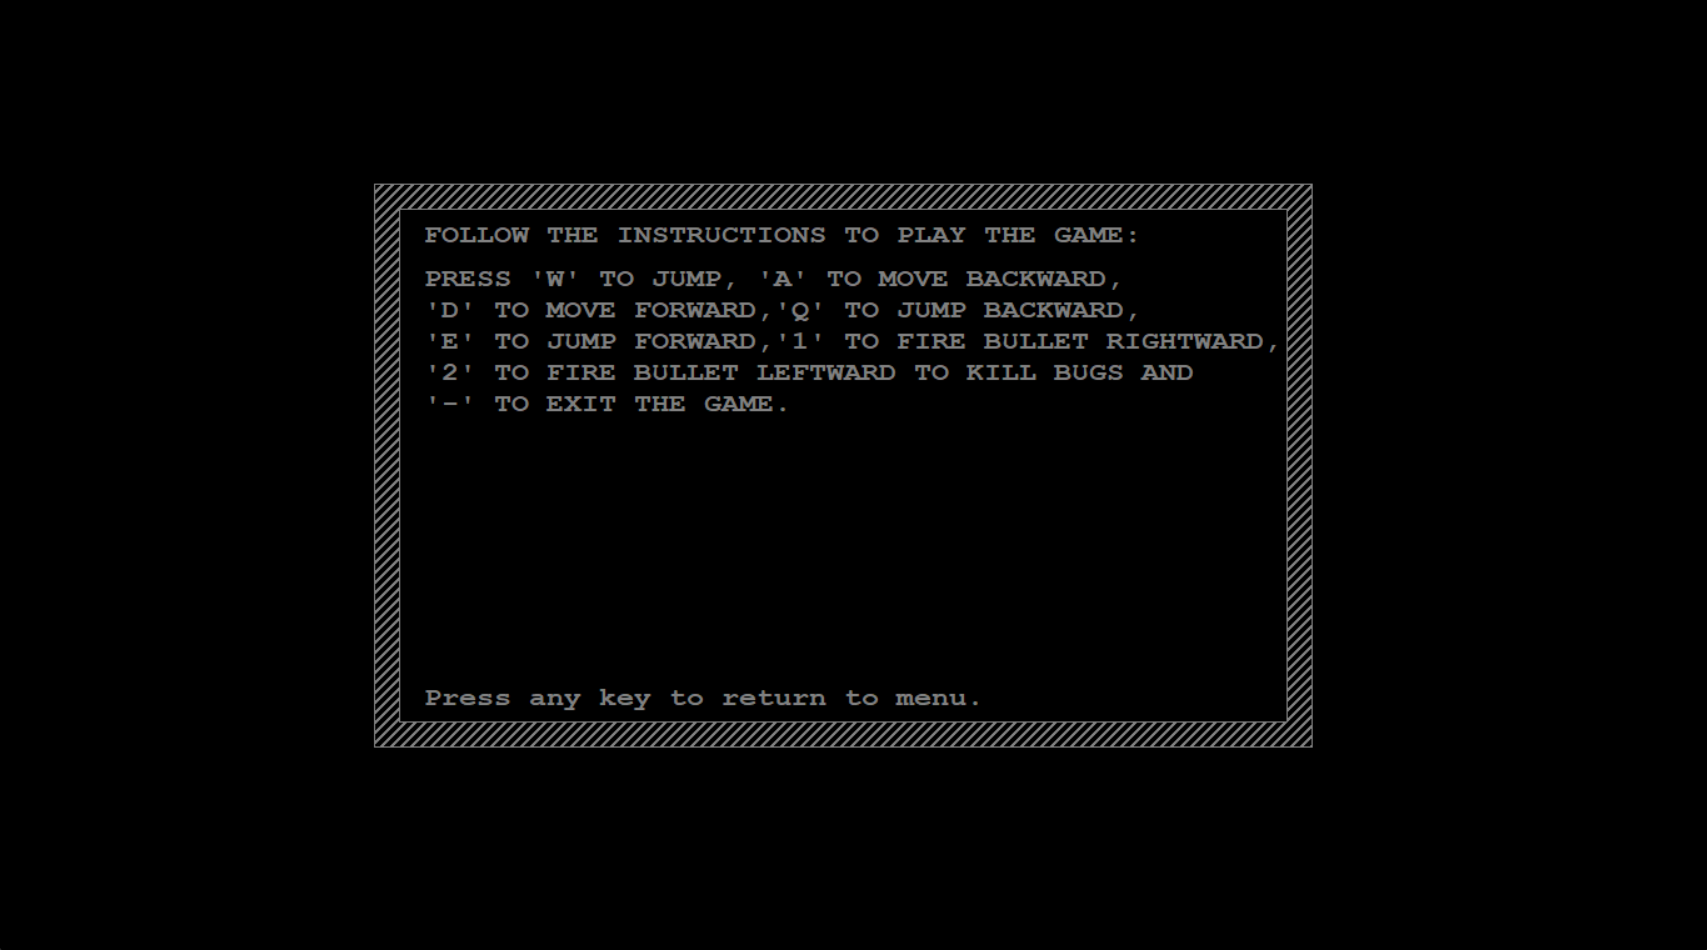 FOLLOW THE INSTRUCTIONS TO PLAY THE GAME:
PRESS 'W' TO JUMP, 'A' TO MOVE BACKWARD,
'D' TO MOVE FORWARD,'Q' TO JUMP BACKWARD,
'E' TO JUMP FORWARD,'1' TO FIRE BULLET RIGHTWARD,
'2' TO FIRE BULLET LEFTWARD TO KILL BUGS AND
'-' TO EXIT THE GAME.
Press any key to return to menu.